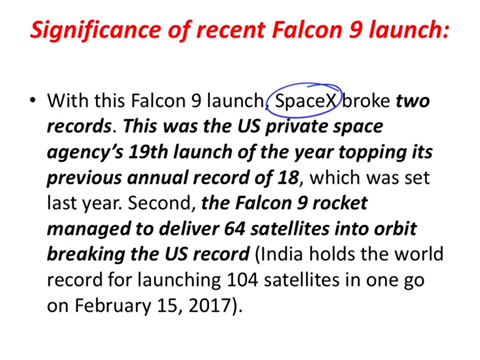 Significance of recent Falcon 9 launch:
• With this Falcon 9 launch, SpaceX broke two
records. This was the US private space
agency's 19th launch of the year topping its
previous annual record of 18, which was set
last year. Second, the Falcon 9 rocket
managed to deliver 64 satellites into orbit
breaking the US record (India holds the world
record for launching 104 satellites in one go
on February 15, 2017).